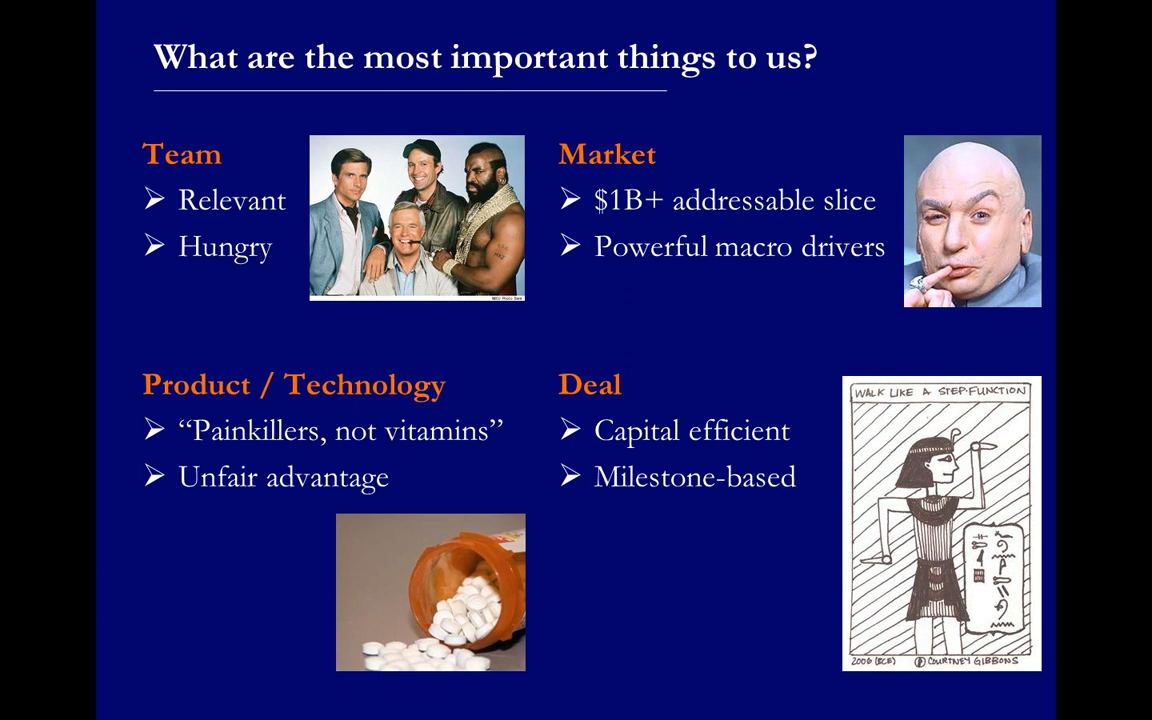 What are the most important things to us?
Team
Relevant
Hungry
Market
$1B+ addressable slice
Powerful macro drivers
Product / Technology
“Painkillers, not vitamins”
Unfair advantage
Deal
Capital efficient
Milestone-based
WALK LIKE A STEP-FUNCTION
2006 (BCE) © COURTNEY GIBBONS